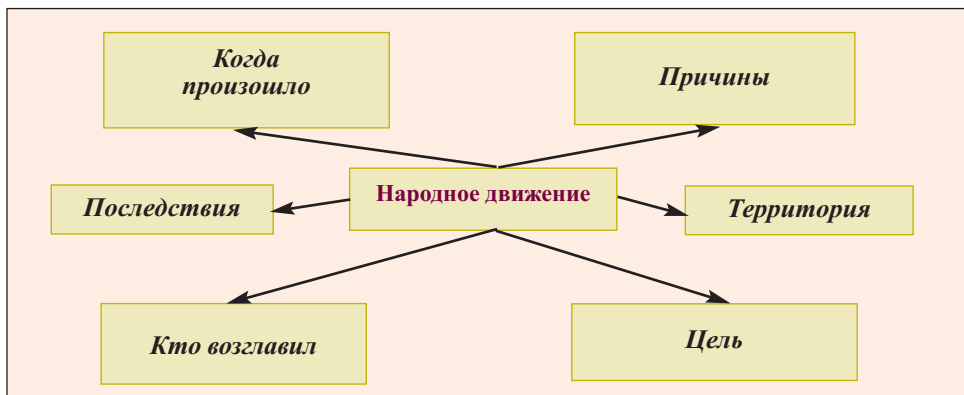 Когда
произошло
Причины
Народное движение
Последствия
Территория
Кто возглавил
Цель